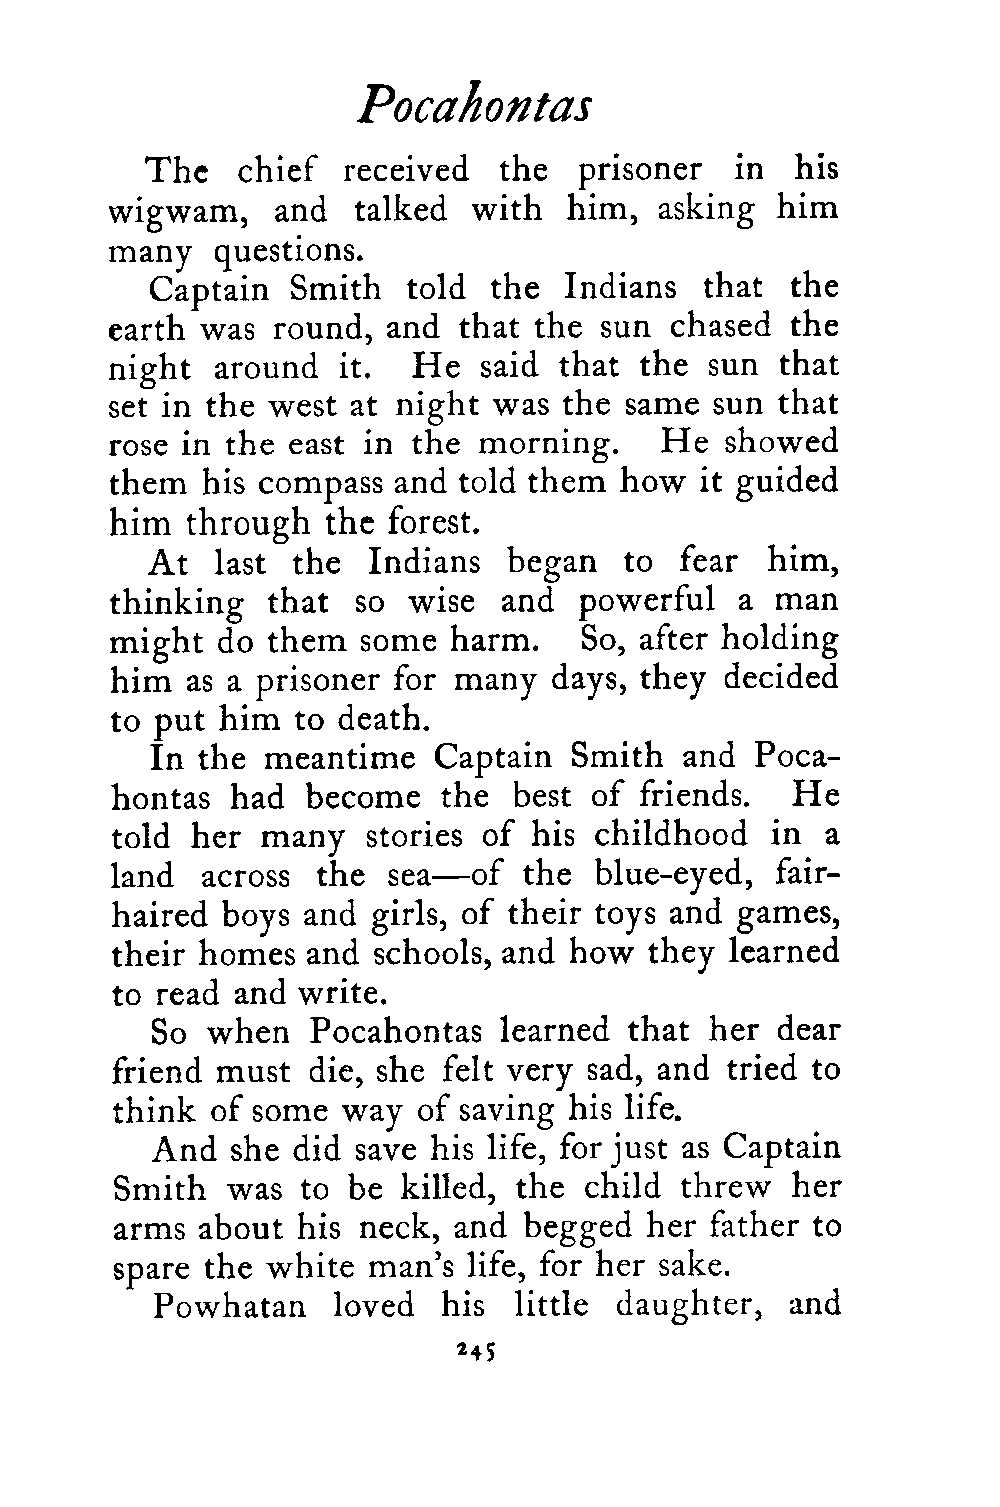 Pocahontas
The chief received the prisoner in his
wigwam, and talked with him, asking him
many questions.
Captain Smith told the Indians that the
earth was round, and that the sun chased the
night around it. He said that the sun that
set in the west at night was the same sun that
rose in the east in the morning. He showed
them his compass and told them how it guided
him through the forest.
At last the Indians began to fear him,
thinking that so wise and powerful a man
might do them some harm. So, after holding
him as a prisoner for many days, they decided
to put him to death.
In the meantime Captain Smith and Poca-
hontas had become the best of friends. He
told her many stories of his childhood in a
land across the sea—of the blue-eyed, fair-
haired boys and girls, of their toys and games,
their homes and schools, and how they learned
to read and write.
So when Pocahontas learned that her dear
friend must die, she felt very sad, and tried to
think of some way of saving his life.
And she did save his life, for just as Captain
Smith was to be killed, the child threw her
arms about his neck, and begged her father to
spare the white man's life, for her sake.
Powhatan loved his little daughter, and
245